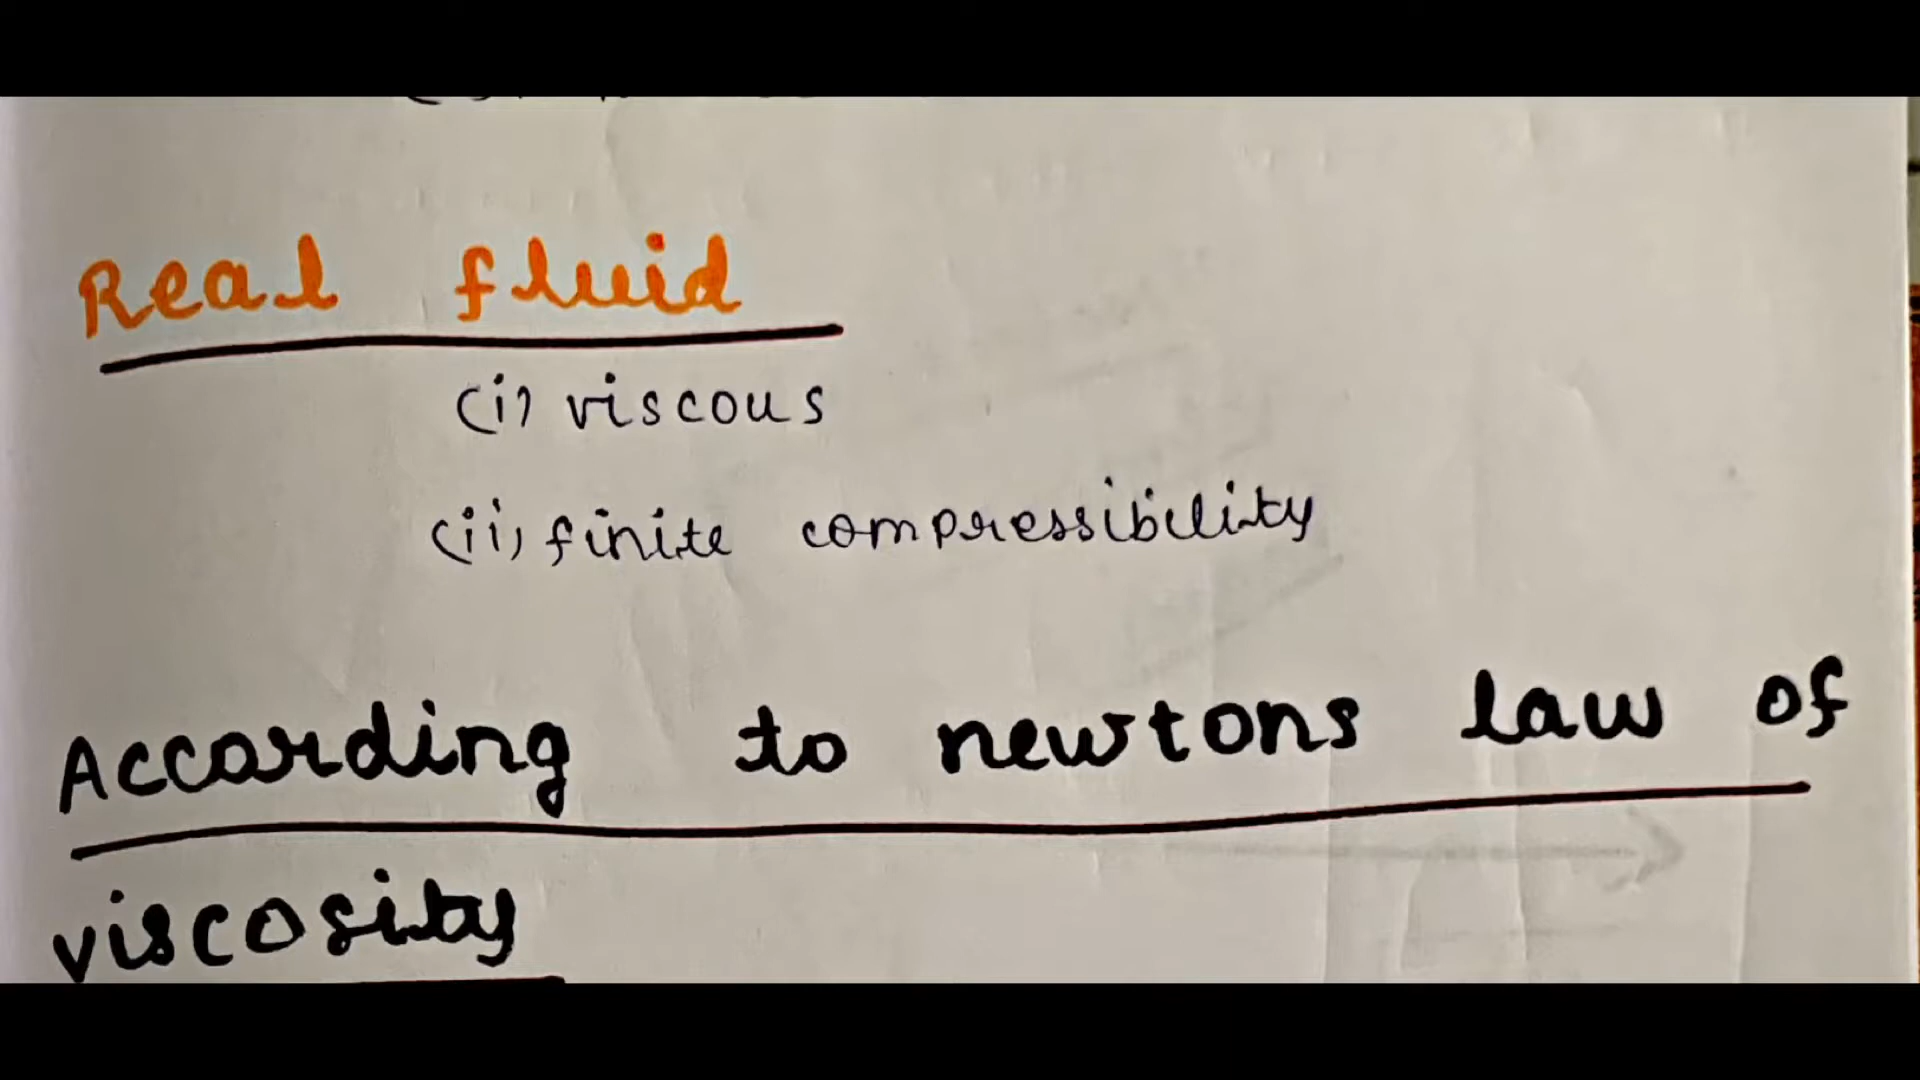 Real fluid
(i) viscous
(ii) finite compressibility
According to newtons law of
viscosity